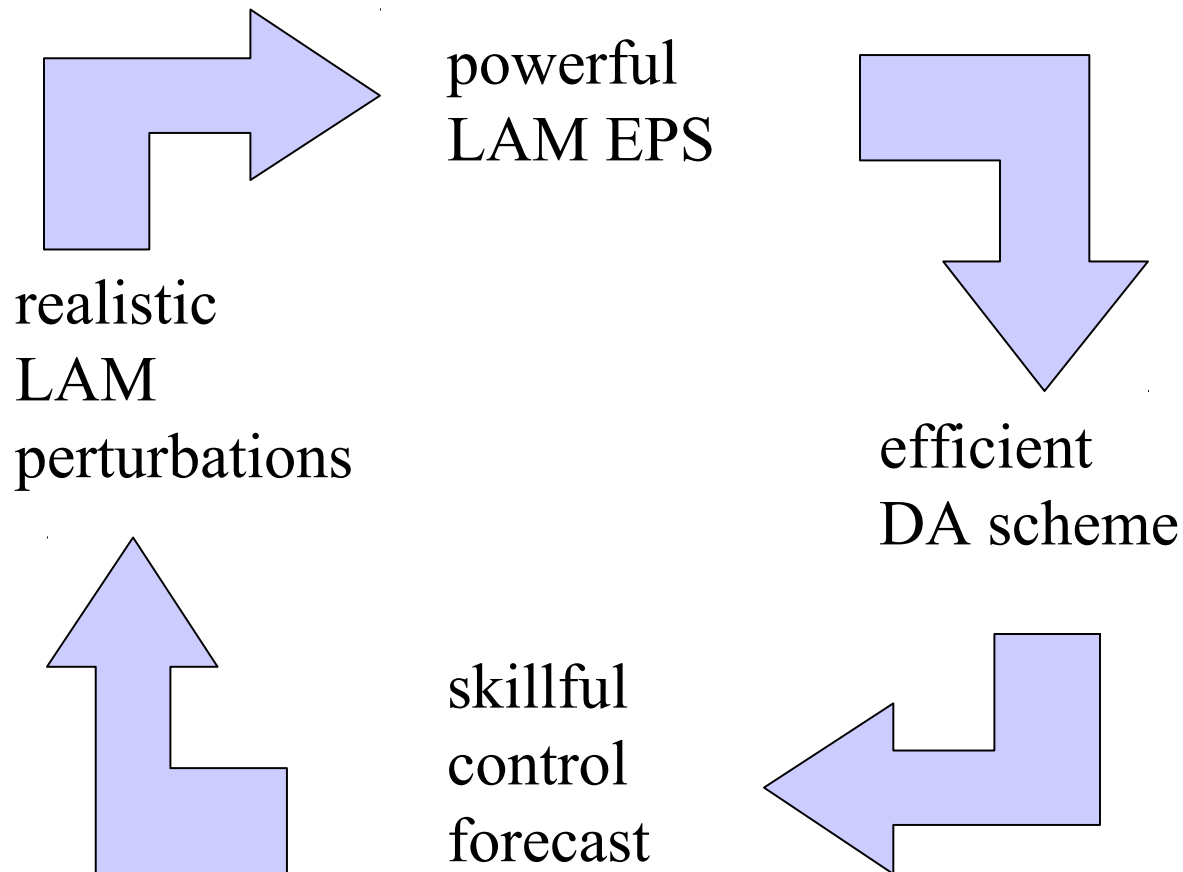 powerful
LAM EPS
realistic
LAM
perturbations
efficient
DA scheme
skillful
control
forecast